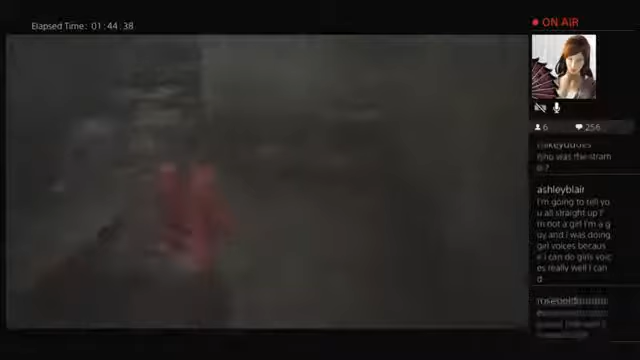 Elapsed Time: 01:44:38
ON AIR
6
256
who was the
ashleyblair
I'm going to tell yo
u all straight up I'
m not a girl I'm a g
uy and I was doing
girl voices becaus
e I can do girls voic
es really well I can
d